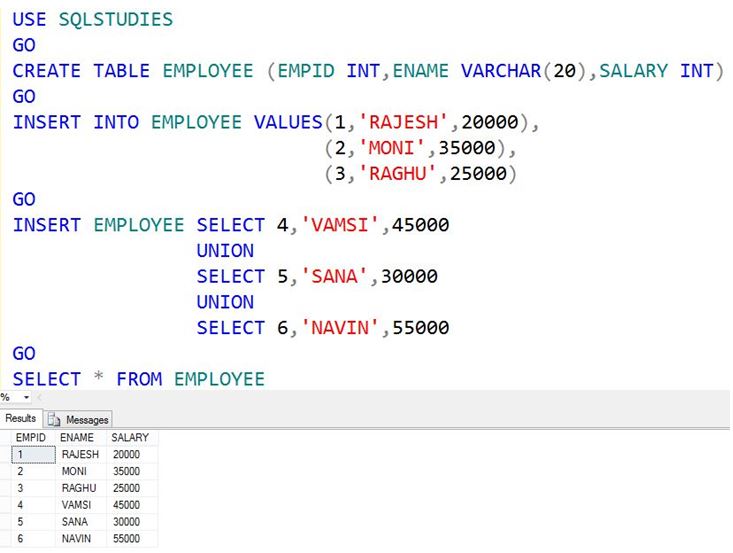 USE SQLSTUDIES
GO
CREATE TABLE EMPLOYEE (EMPID INT,ENAME VARCHAR(20),SALARY INT)
GO
INSERT INTO EMPLOYEE VALUES(1,'RAJESH',20000),
(2,'MONI',35000),
(3,'RAGHU',25000)
GO
INSERT EMPLOYEE SELECT 4,'VAMSI',45000
UNION
SELECT 5,'SANA',30000
UNION
SELECT 6,'NAVIN',55000
GO
SELECT * FROM EMPLOYEE
%
Results Messages
EMPID ENAME SALARY
1 RAJESH 20000
2 MONI 35000
3 RAGHU 25000
4 VAMSI 45000
5 SANA 30000
6 NAVIN 55000